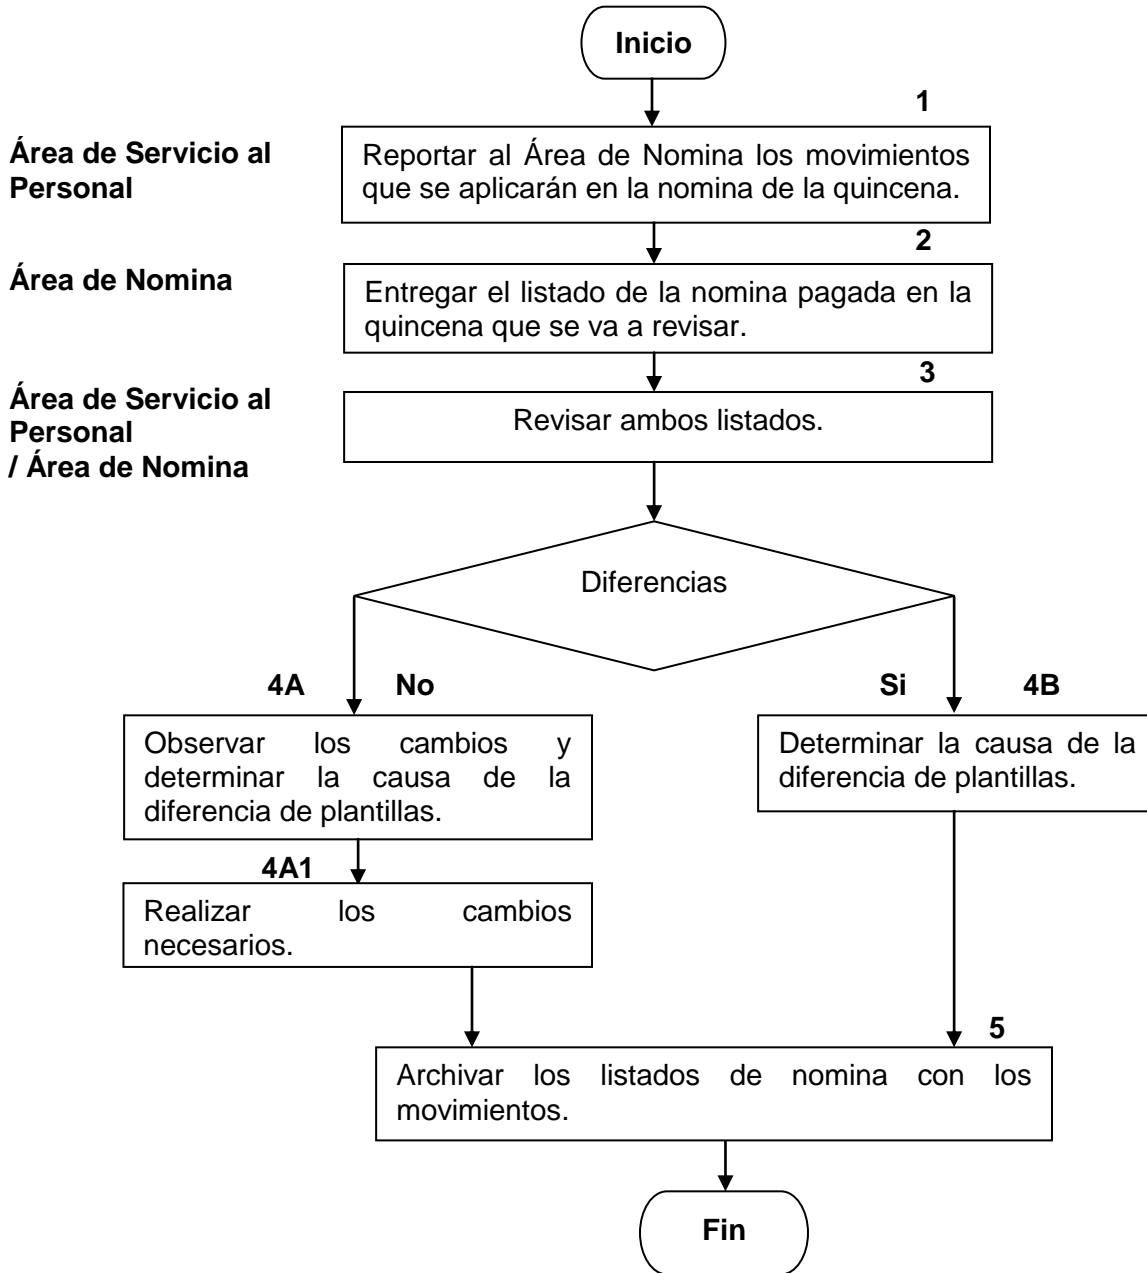 Inicio
1
Área de Servicio al
Personal
Reportar al Área de Nomina los movimientos
que se aplicarán en la nomina de la quincena.
2
Área de Nomina
Entregar el listado de la nomina pagada en la
quincena que se va a revisar.
3
Área de Servicio al
Personal
/ Área de Nomina
Revisar ambos listados.
Diferencias
4A No
Si 4B
Observar los cambios y
determinar la causa de la
diferencia de plantillas.
Determinar la causa de la
diferencia de plantillas.
4A1
Realizar los cambios
necesarios.
5
Archivar los listados de nomina con los
movimientos.
Fin